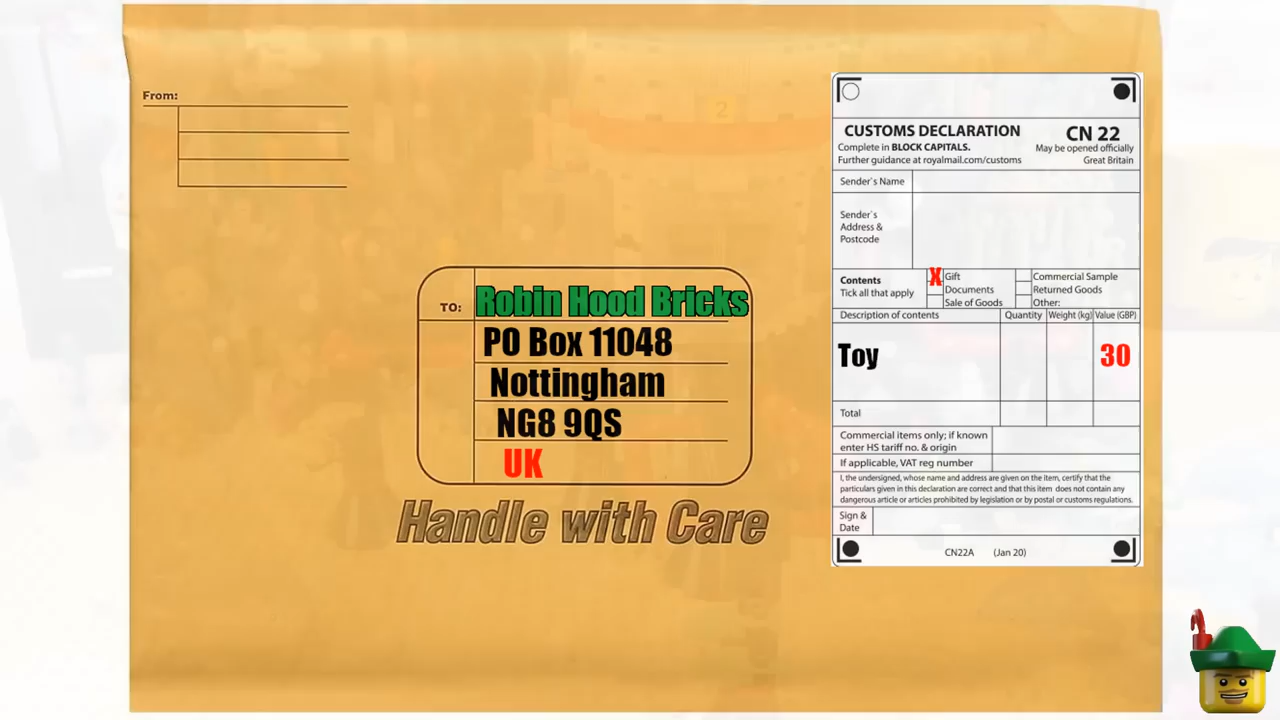 From:
TO: Robin Hood Bricks
PO Box 11048
Nottingham
NG8 9QS
UK
Handle with Care
CUSTOMS DECLARATION CN 22
Complete in BLOCK CAPITALS. May be opened officially
Further guidance at royalmail.com/customs Great Britain
Sender`s Name
Sender`s
Address &
Postcode
Contents X Gift Commercial Sample
Tick all that apply Documents Returned Goods
Sale of Goods Other:
Description of contents Quantity Weight (kg) Value (GBP)
Toy 30
Total
Commercial items only; if known
enter HS tariff no. & origin
If applicable, VAT reg number
I, the undersigned, whose name and address are given on the item, certify that the
particulars given in this declaration are correct and that this item does not contain any
dangerous article or articles prohibited by legislation or by postal or customs regulations.
Sign &
Date
CN22A (Jan 20)
2